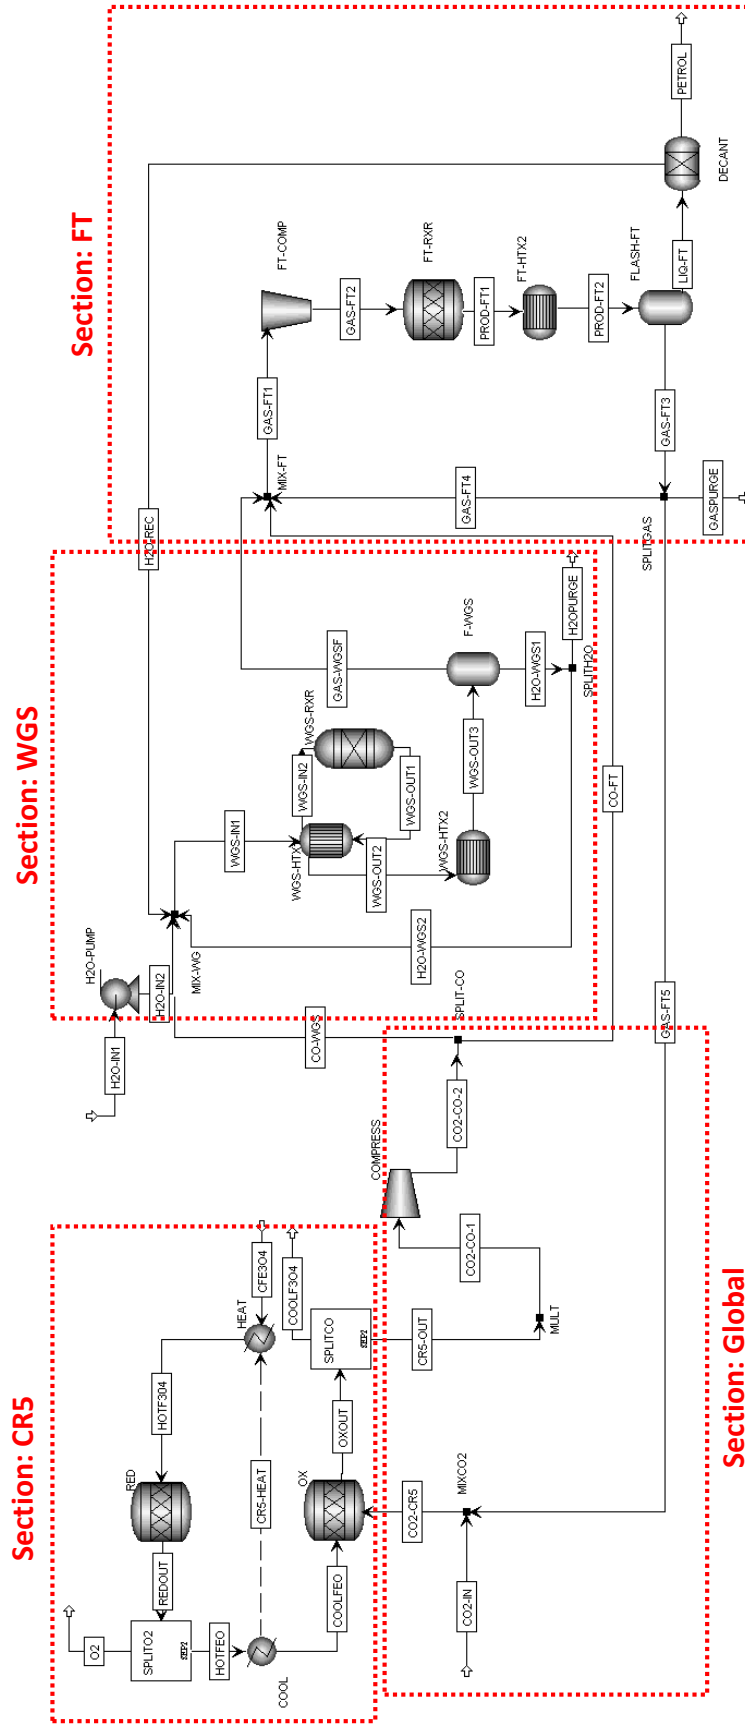 Section: CR5
Section: WGS
Section: FT
Section: Global
O2
SPLITO2
SEP2
REDOUT
RED
HOTF304
HEAT
CFE3O4
COOLF3O4
HOTFEO
COOL
CR5-HEAT
COOLFEO
OX
OXOUT
SPLITCO
SEP2
CR5-OUT
CO2-IN
MIXCO2
CO2-CR5
MULT
CO2-CO-1
COMPRESS
CO2-CO-2
SPLIT-CO
CO-WGS
CO-FT
GAS-FT5
H2O-IN1
H2O-PUMP
H2O-IN2
MIX-WG
H2O-REC
WGS-IN1
WGS-HTX
WGS-IN2
WGS-RXR
WGS-OUT1
WGS-OUT2
WGS-HTX2
WGS-OUT3
F-WGS
GAS-WGSF
H2O-WGS1
H2O-WGS2
SPLITH2O
H2OPURGE
MIX-FT
GAS-FT1
FT-COMP
GAS-FT2
FT-RXR
PROD-FT1
FT-HTX2
PROD-FT2
FLASH-FT
LIQ-FT
DECANT
PETROL
GAS-FT3
GAS-FT4
SPLITGAS
GASPURGE